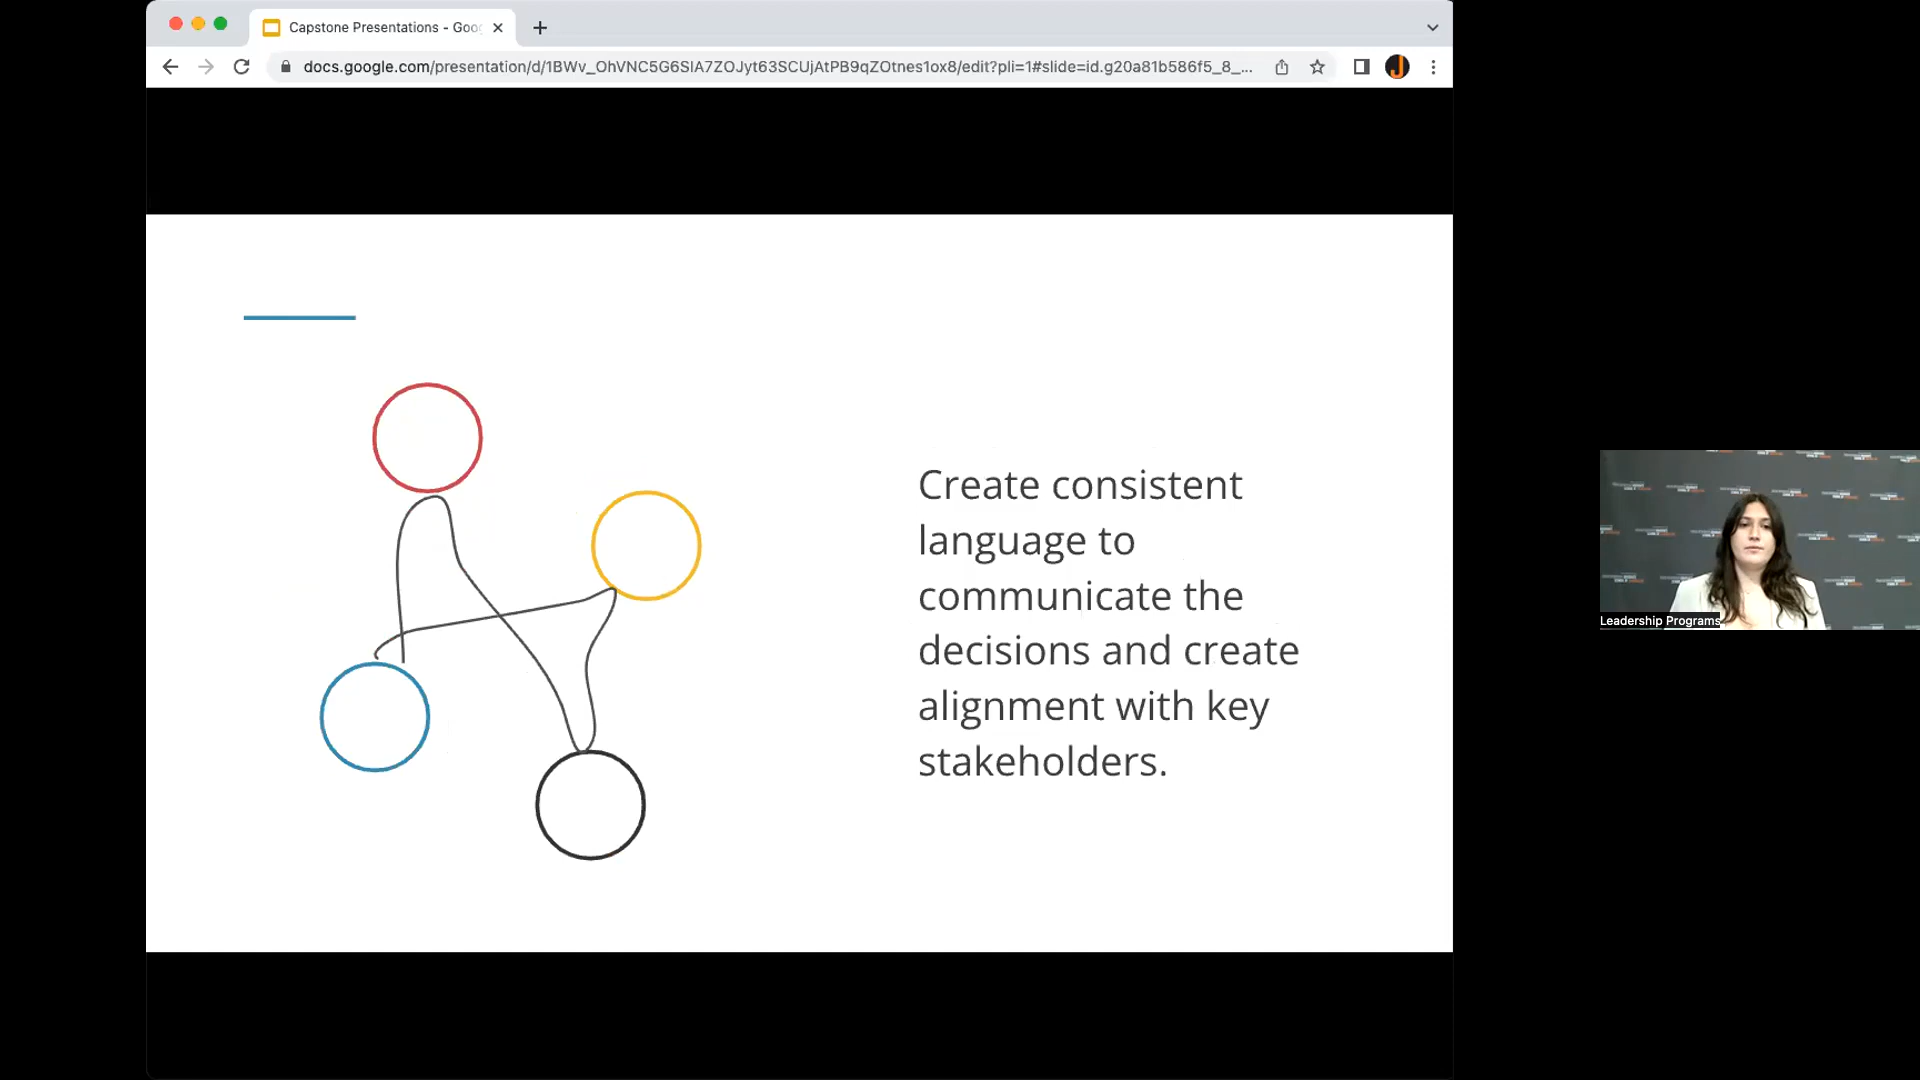 Capstone Presentations - Goo
docs.google.com/presentation/d/1BWv_OhVNC5G6SlA7ZOJyt63SCUjAtPB9qZOtnes1ox8/edit?pli=1#slide=id.g20a81b586f5_8_...
Create consistent
language to
communicate the
decisions and create
alignment with key
stakeholders.
Leadership Programs